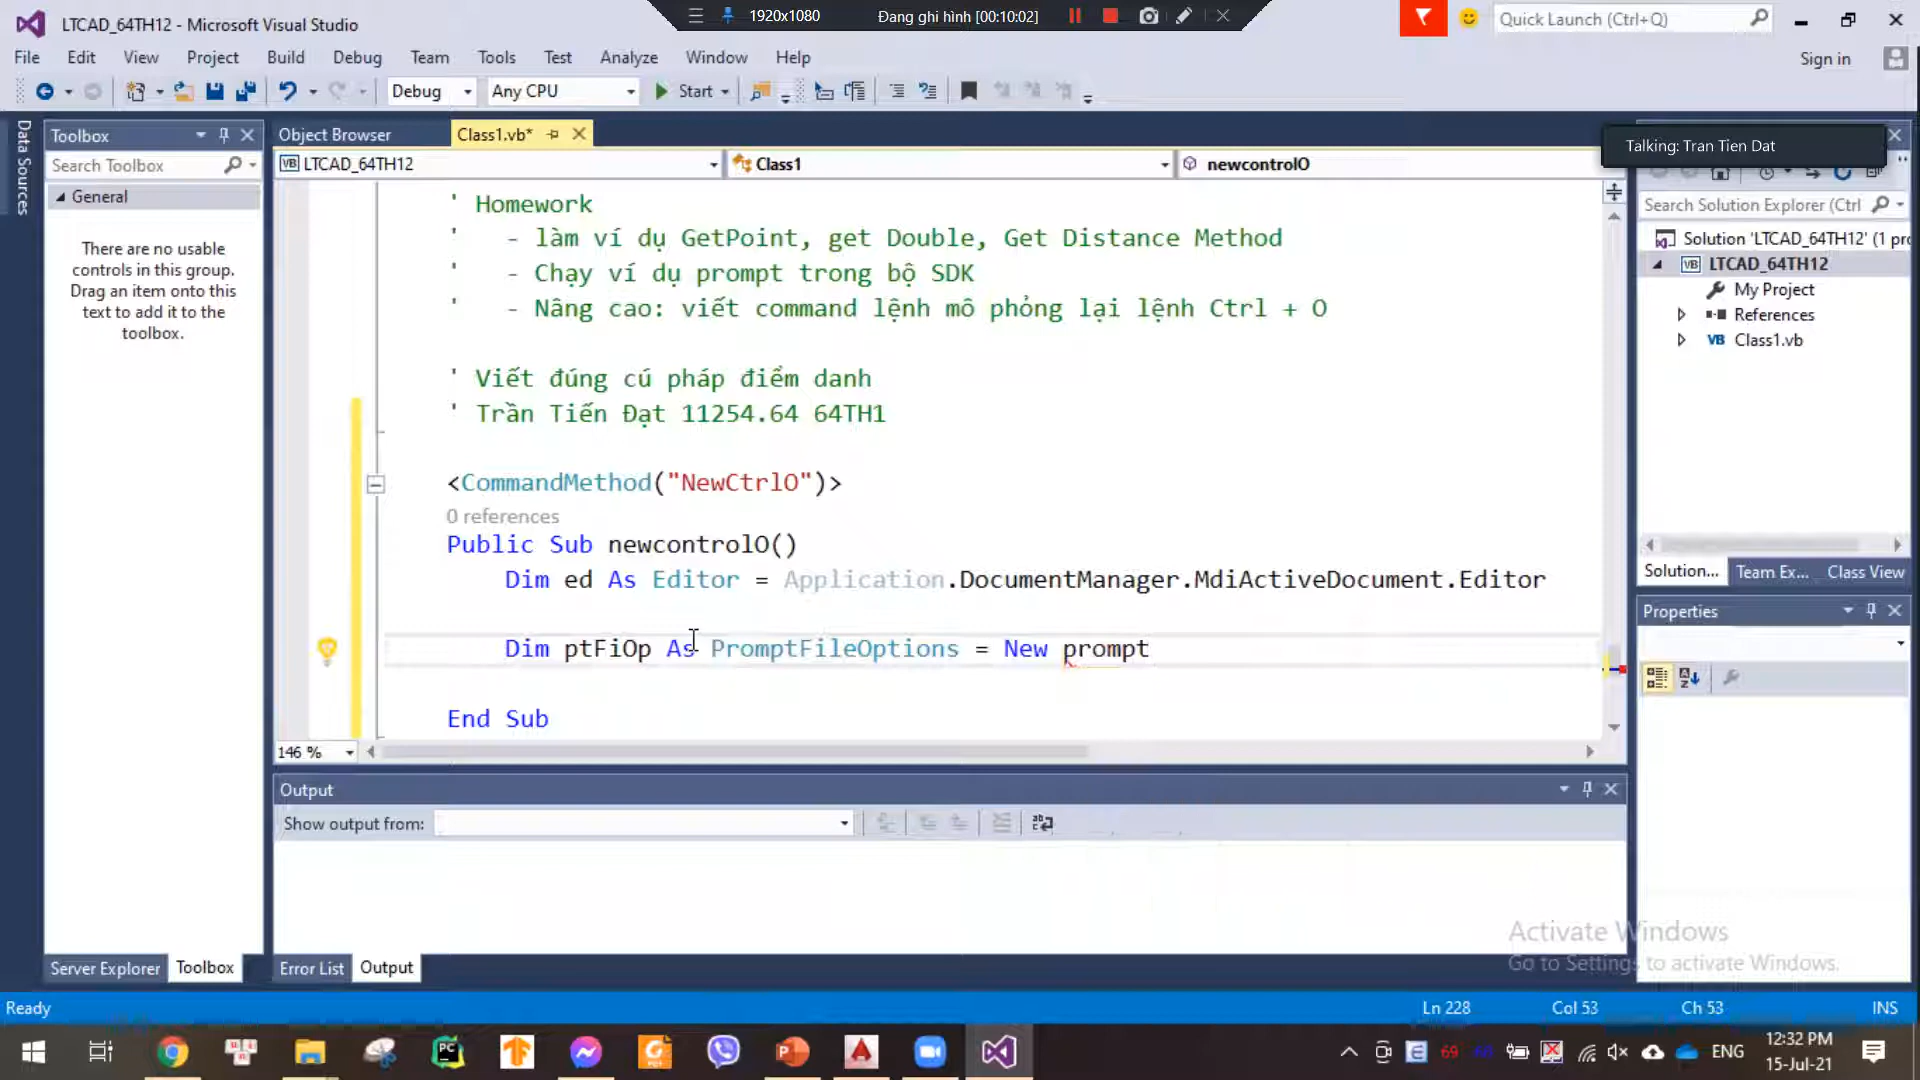 LTCAD_64TH12 - Microsoft Visual Studio
1920x1080
Đang ghi hình [00:10:02]
Quick Launch (Ctrl+Q)
File Edit View Project Build Debug Team Tools Test Analyze Window Help
Sign in
Debug
Any CPU
Start
Data Sources
Toolbox
Search Toolbox
General
There are no usable
controls in this group.
Drag an item onto this
text to add it to the
toolbox.
Server Explorer
Toolbox
Object Browser
Class1.vb*
VB LTCAD_64TH12
Class1
newcontrolO
' Homework
' - làm ví dụ GetPoint, get Double, Get Distance Method
' - Chạy ví dụ prompt trong bộ SDK
' - Nâng cao: viết command lệnh mô phỏng lại lệnh Ctrl + O
' Viết đúng cú pháp điểm danh
' Trần Tiến Đạt 11254.64 64TH1
<CommandMethod("NewCtrlO")>
0 references
Public Sub newcontrolO()
Dim ed As Editor = Application.DocumentManager.MdiActiveDocument.Editor
Dim ptFiOp As PromptFileOptions = New prompt
End Sub
146 %
Output
Show output from:
Error List
Output
Talking: Tran Tien Dat
Search Solution Explorer (Ctrl
Solution 'LTCAD_64TH12' (1 pr
VB LTCAD_64TH12
My Project
References
VB Class1.vb
Solution... Team Ex... Class View
Properties
Activate Windows
Go to Settings to activate Windows.
Ready
Ln 228
Col 53
Ch 53
INS
ENG
12:32 PM
15-Jul-21